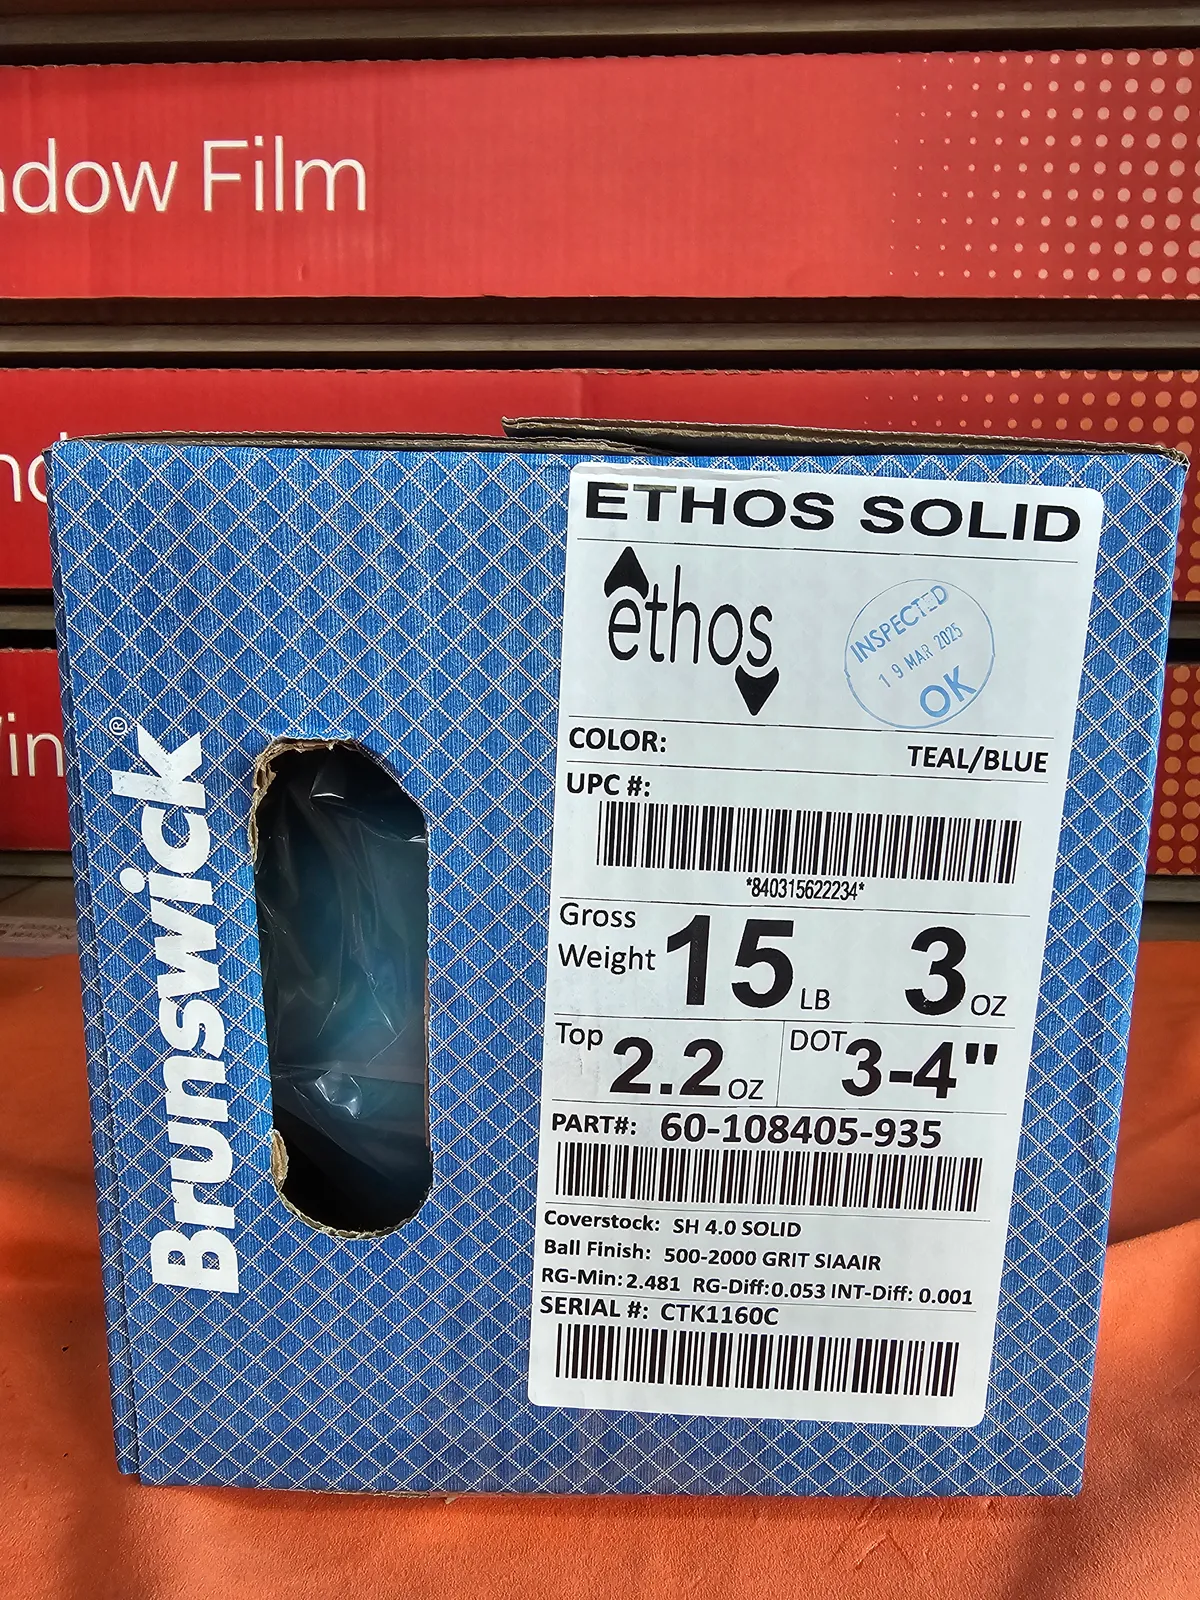 ndow Film
Brunswick®
ETHOS SOLID
ethos
INSPECTED
19 MAR 2025
OK
COLOR: TEAL/BLUE
UPC #:
*840315622234*
Gross Weight 15 LB 3 OZ
Top 2.2 OZ DOT 3-4"
PART#: 60-108405-935
Coverstock: SH 4.0 SOLID
Ball Finish: 500-2000 GRIT SIAAIR
RG-Min: 2.481 RG-Diff: 0.053 INT-Diff: 0.001
SERIAL #: CTK1160C